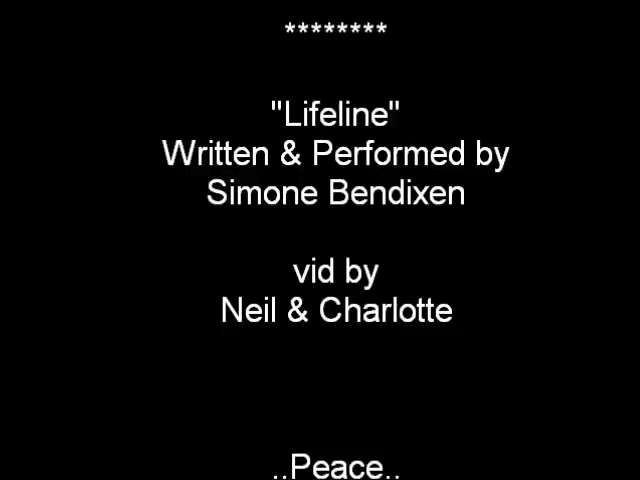 ********
"Lifeline"
Written & Performed by
Simone Bendixen
vid by
Neil & Charlotte
..Peace..